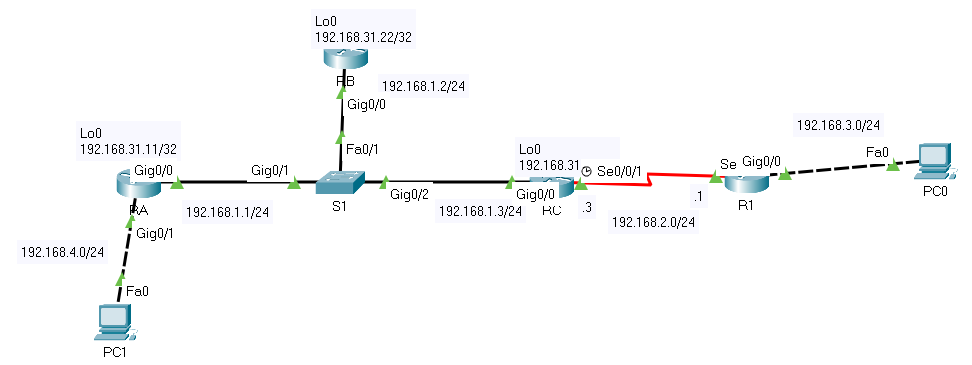 Lo0
192.168.31.22/32
RB
192.168.1.2/24
Gig0/0
192.168.3.0/24
Lo0
192.168.31.11/32
Fa0/1
Lo0
192.168.31
Fa0
Gig0/0
Gig0/1
Se0/0/1
Se
Gig0/0
PC0
RA
192.168.1.1/24
S1
Gig0/2
Gig0/0
192.168.1.3/24
RC
.3
.1
R1
192.168.2.0/24
Gig0/1
192.168.4.0/24
Fa0
PC1